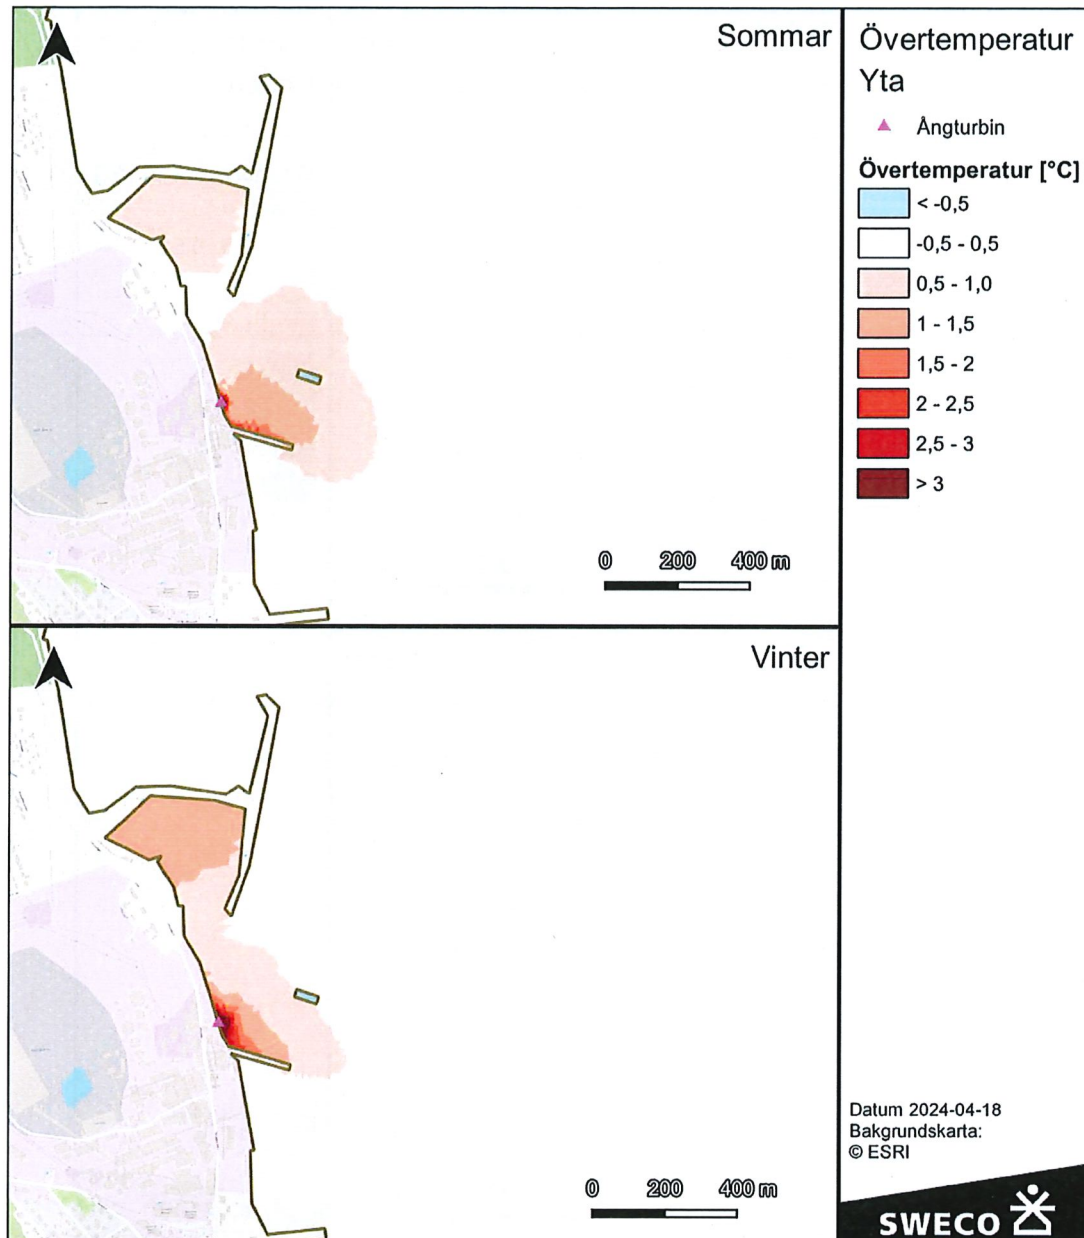 Sommar
0 200 400 m
Vinter
0 200 400 m
Övertemperatur
Yta
Ångturbin
Övertemperatur [°C]
< -0,5
-0,5 - 0,5
0,5 - 1,0
1 - 1,5
1,5 - 2
2 - 2,5
2,5 - 3
> 3
Datum 2024-04-18
Bakgrundskarta:
© ESRI
SWECO